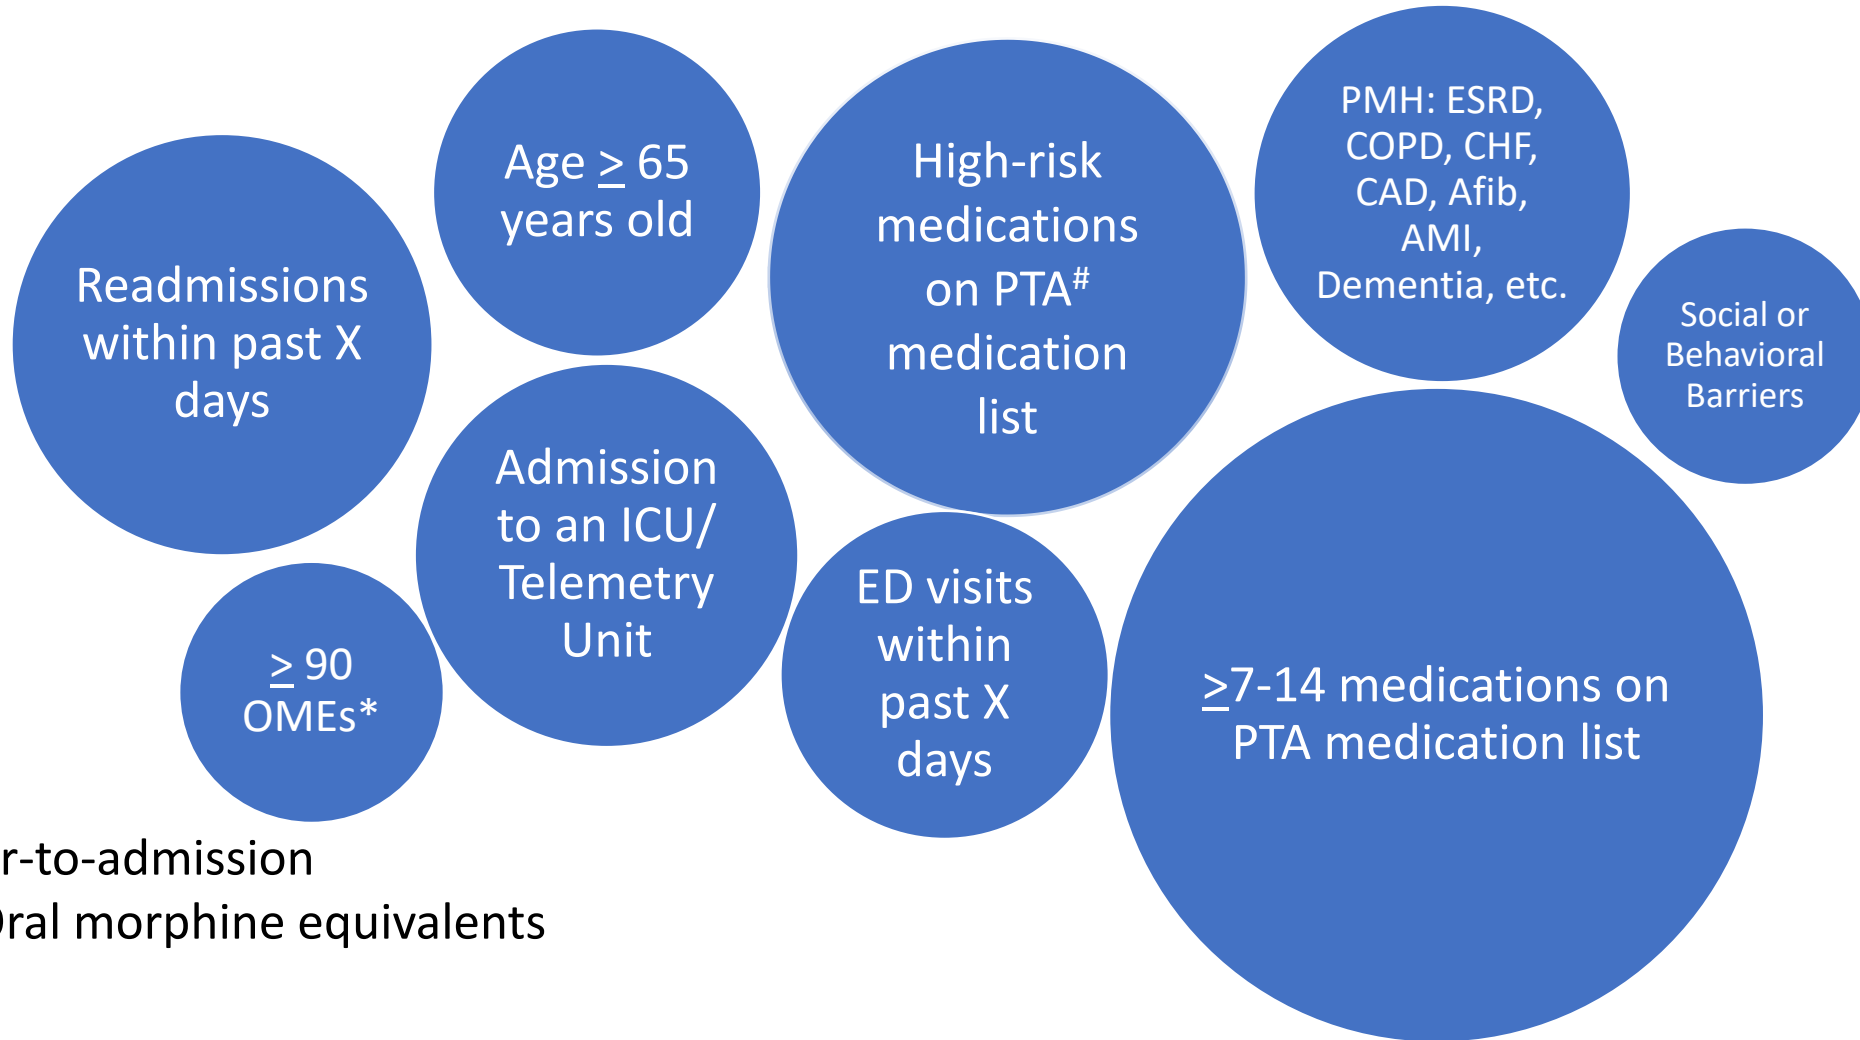 Readmissions
within past X
days
Age ≥ 65
years old
High-risk
medications
on PTA#
medication
list
PMH: ESRD,
COPD, CHF,
CAD, Afib,
AMI,
Dementia, etc.
Social or
Behavioral
Barriers
≥ 90
OMEs*
Admission
to an ICU/
Telemetry
Unit
ED visits
within
past X
days
≥7-14 medications on
PTA medication list
r-to-admission
Oral morphine equivalents